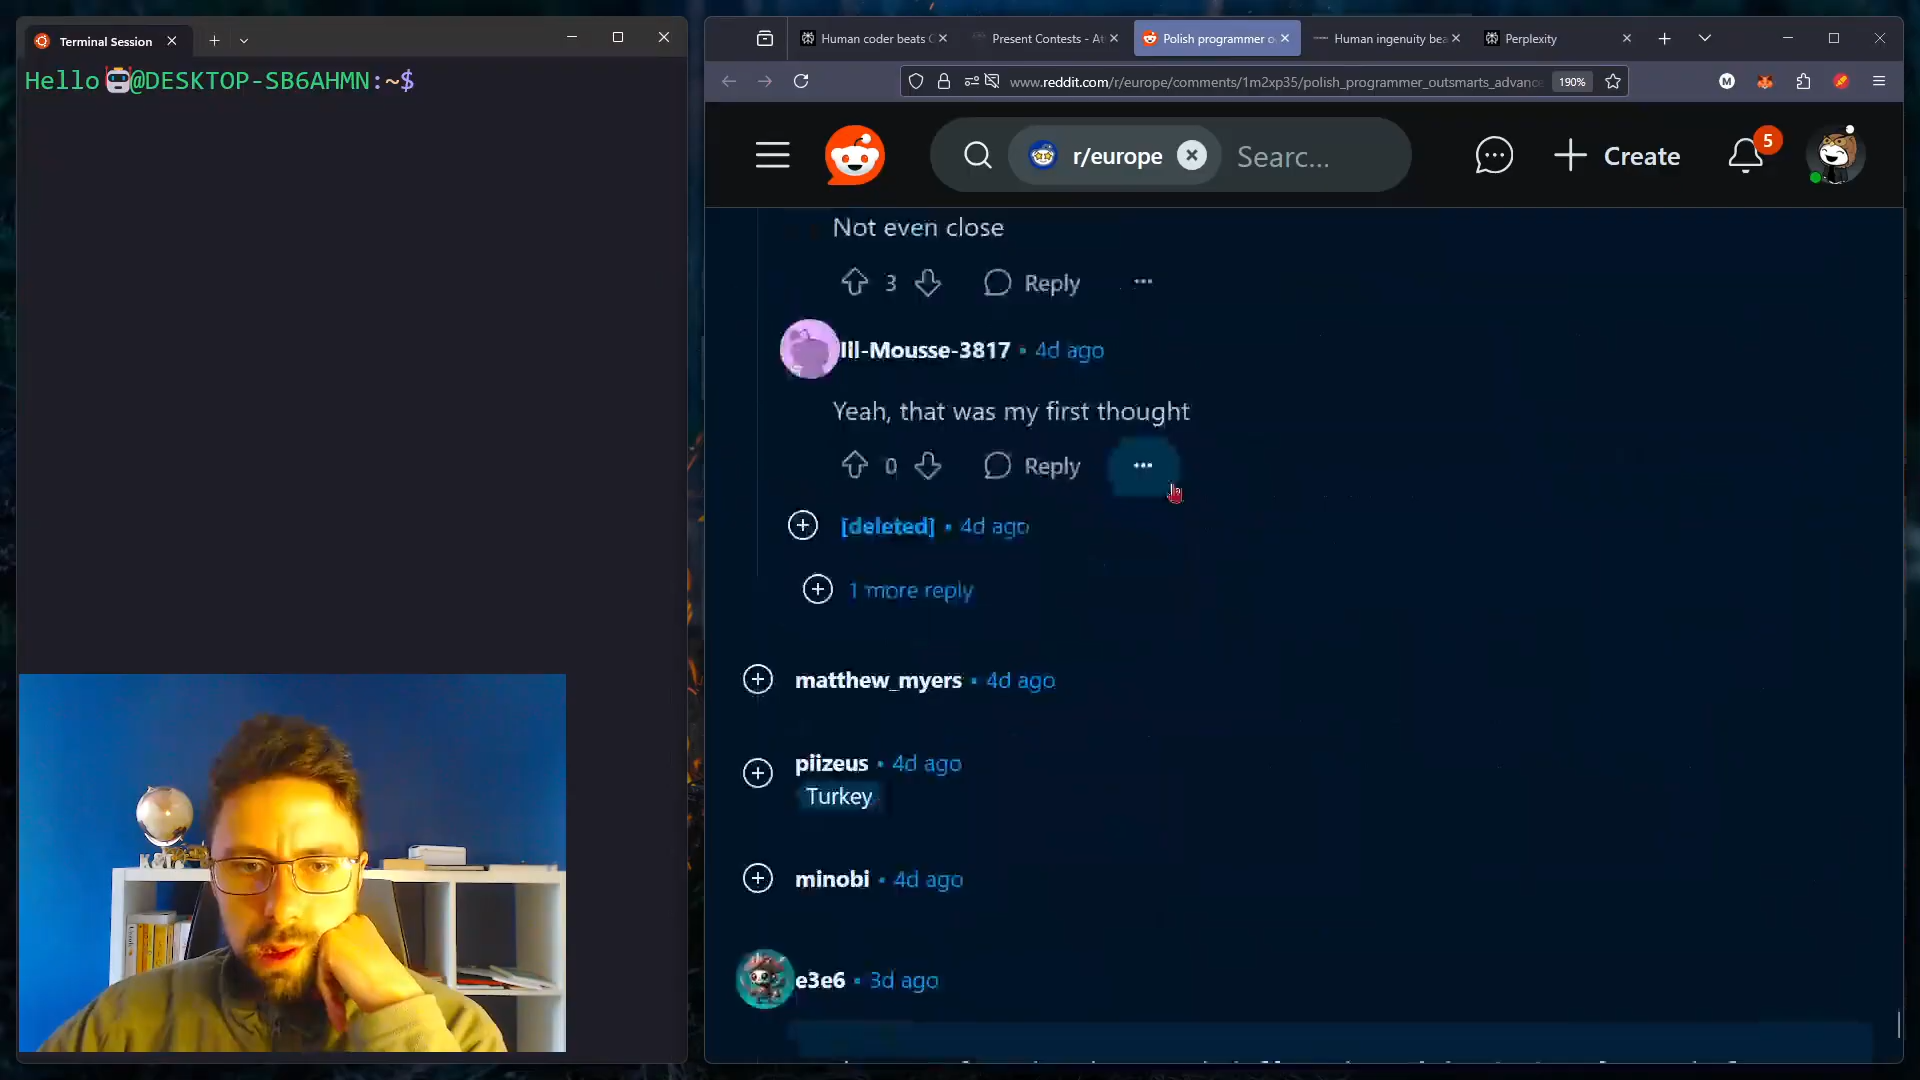 Terminal Session
Hello🤖@DESKTOP-SB6AHMN:~$
Human coder beats
Present Contests - At
Polish programmer o
Human ingenuity bea
Perplexity
www.reddit.com/r/europe/comments/1m2xp35/polish_programmer_outsmarts_advanc
190%
M
r/europe
Searc...
Create
5
Not even close
3
Reply
Ill-Mousse-3817 • 4d ago
Yeah, that was my first thought
0
Reply
[deleted] • 4d ago
1 more reply
matthew_myers • 4d ago
piizeus • 4d ago
Turkey
minobi • 4d ago
e3e6 • 3d ago